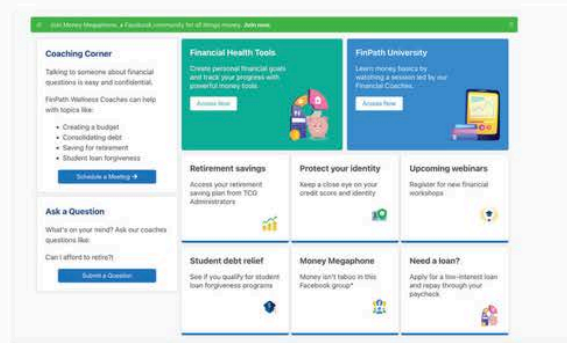 Join Money Megaphone, a Facebook community for all things money. Join now.
Coaching Corner
Talking to someone about financial
questions is easy and confidential.
FinPath Wellness Coaches can help
with topics like:
• Creating a budget
• Consolidating debt
• Saving for retirement
• Student loan forgiveness
Schedule a Meeting →
Ask a Question
What's on your mind? Ask our coaches
questions like:
Can I afford to retire?|
Submit a Question
Financial Health Tools
Create personal financial goals
and track your progress with
powerful money tools
Access Now
FinPath University
Learn money basics by
watching a session led by our
Financial Coaches.
Access Now
Retirement savings
Access your retirement
saving plan from TCG
Administrators
Protect your identity
Keep a close eye on your
credit score and identity
Upcoming webinars
Register for new financial
workshops
Student debt relief
See if you qualify for student
loan forgiveness programs
Money Megaphone
Money isn't taboo in this
Facebook group*
Need a loan?
Apply for a low-interest loan
and repay through your
paycheck